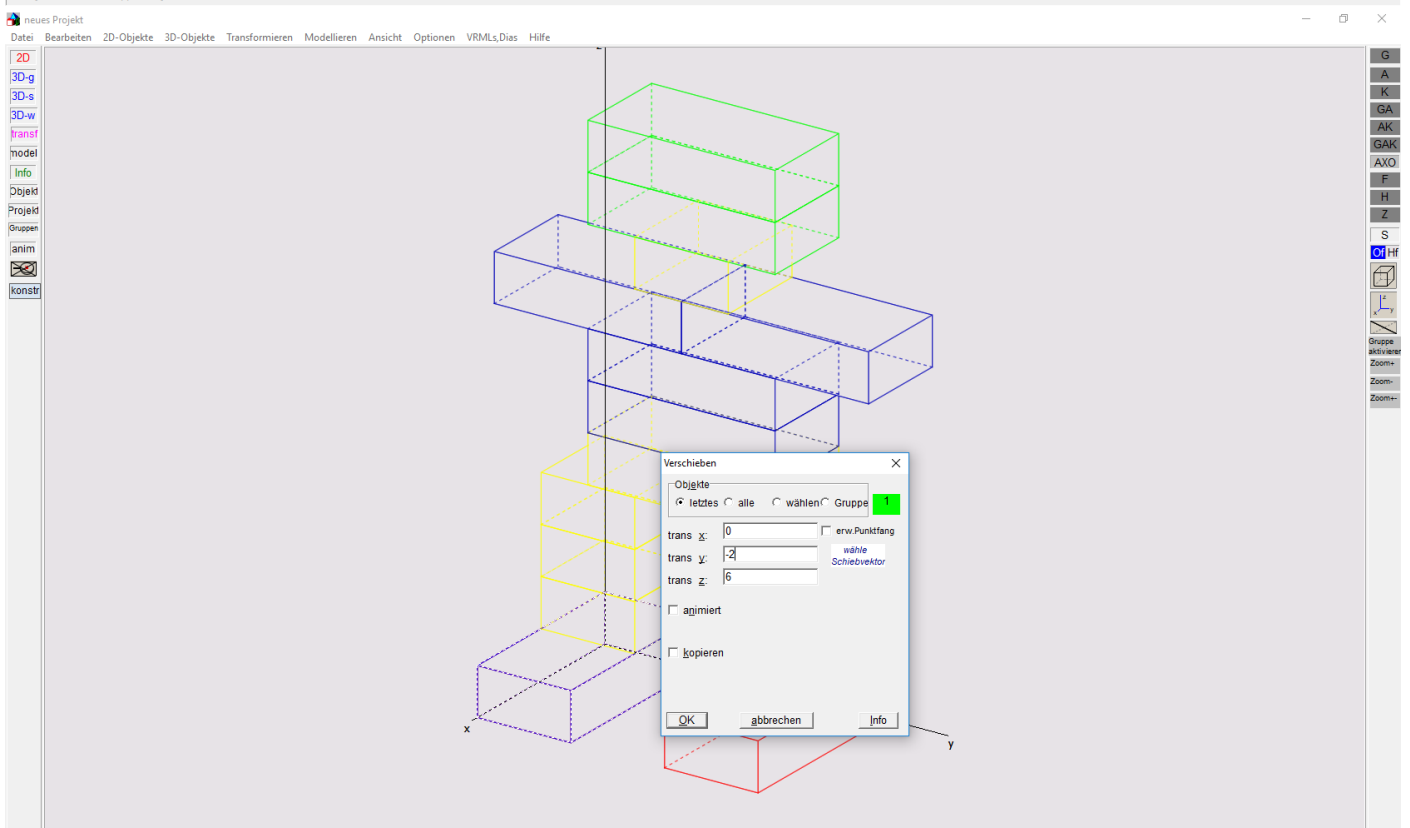 neues Projekt
Datei Bearbeiten 2D-Objekte 3D-Objekte Transformieren Modellieren Ansicht Optionen VRMLs,Dias Hilfe
2D
3D-g
3D-s
3D-w
transf
model
Info
Objekt
Projekt
Gruppen
anim
konstr
z
x
y
Verschieben
Objekte
letztes alle wählen Gruppe 1
trans x: 0 erw.Punktfang
trans y: -2 wähle
Schiebvektor
trans z: 6
animiert
kopieren
OK abbrechen Info
G
A
K
GA
AK
GAK
AXO
F
H
Z
S
Of Hf
z
x y
Gruppe
aktivieren
Zoom+
Zoom-
Zoom+-